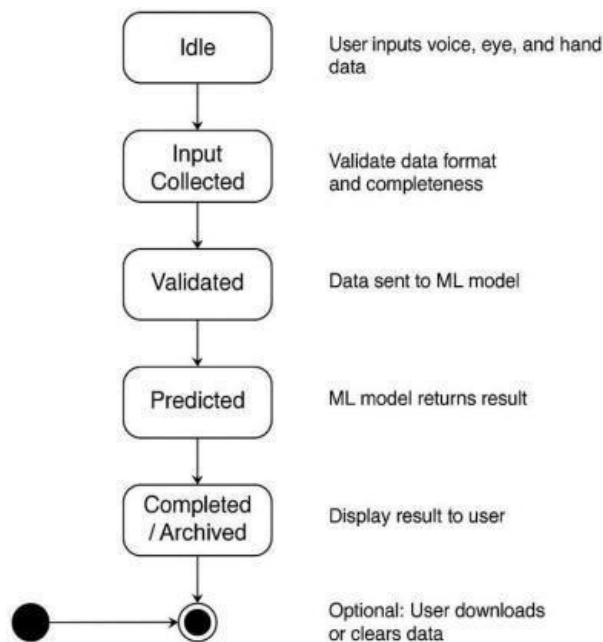 Idle
User inputs voice, eye, and hand
data
Input
Collected
Validate data format
and completeness
Validated
Data sent to ML model
Predicted
ML model returns result
Completed
/ Archived
Display result to user
Optional: User downloads
or clears data